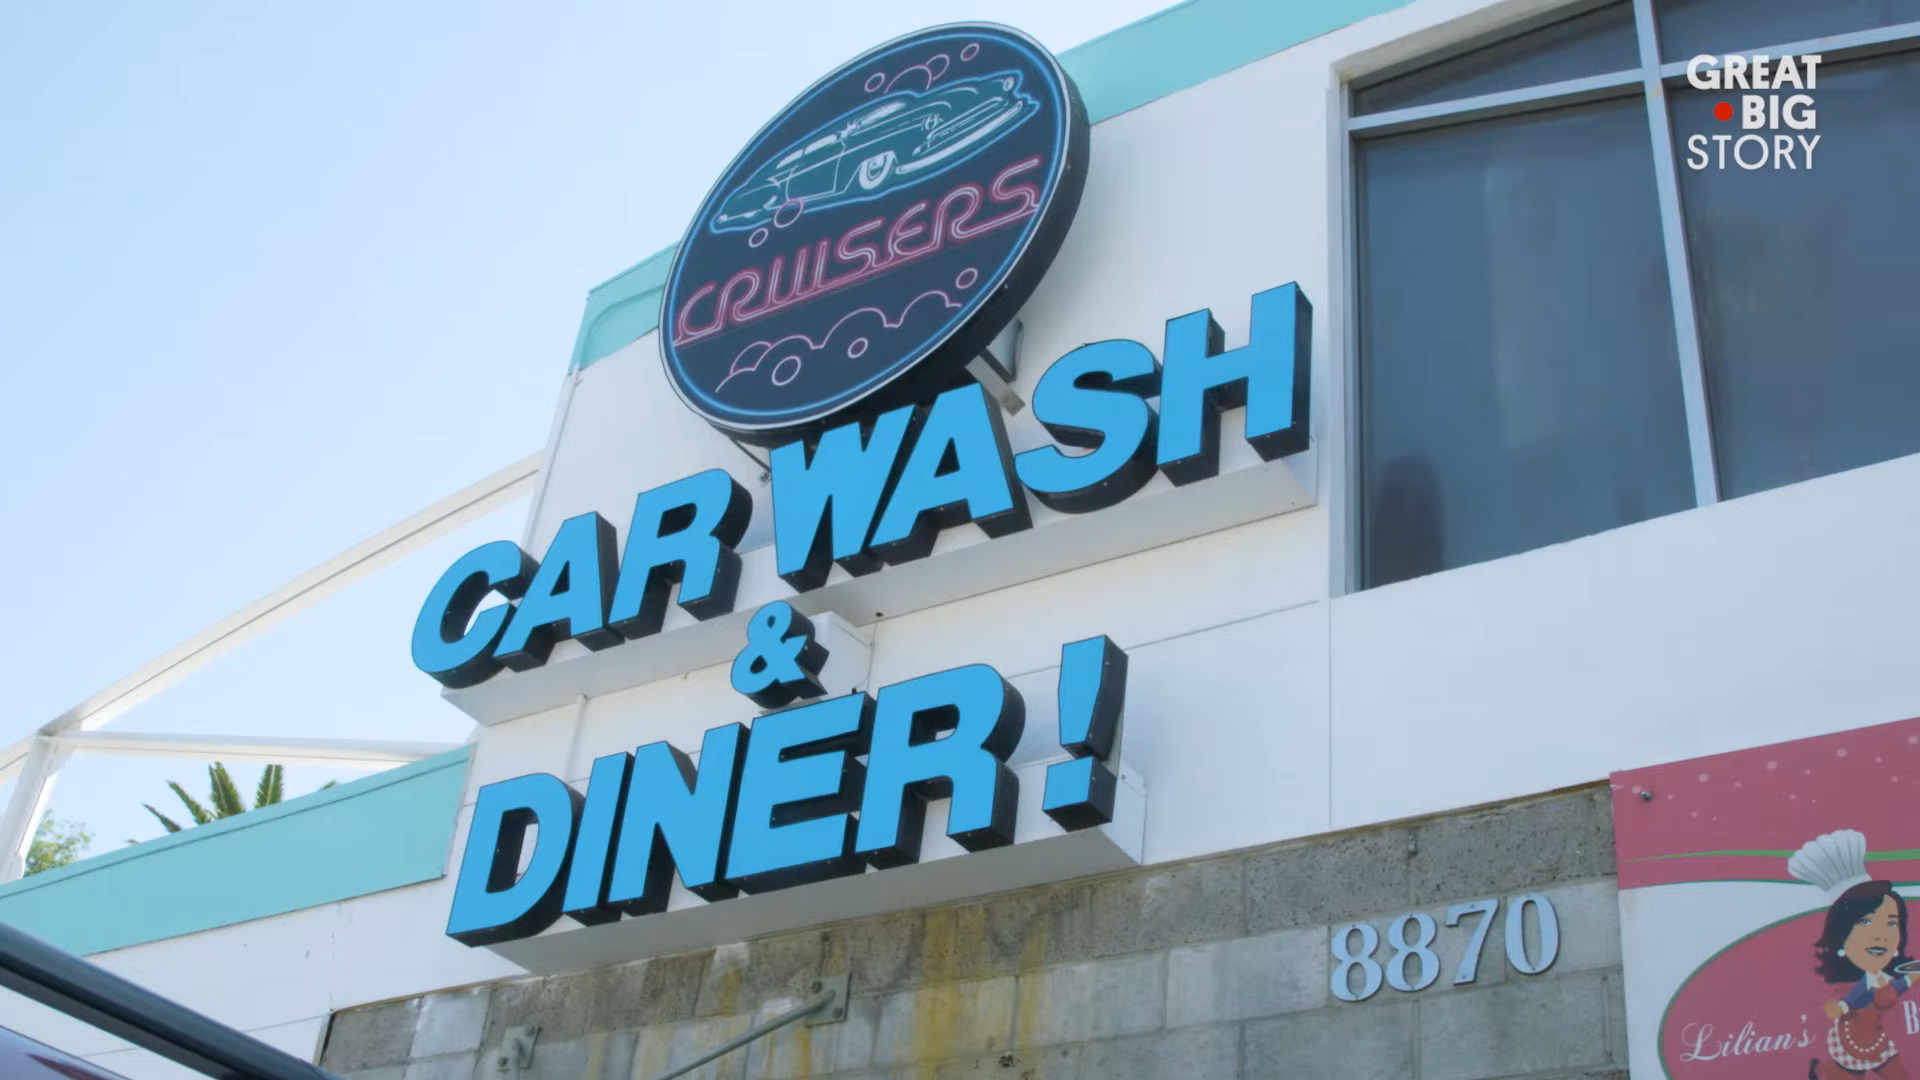 GREAT
BIG
STORY
CRUISERS
CAR WASH
&
DINER!
8870
Lilian's